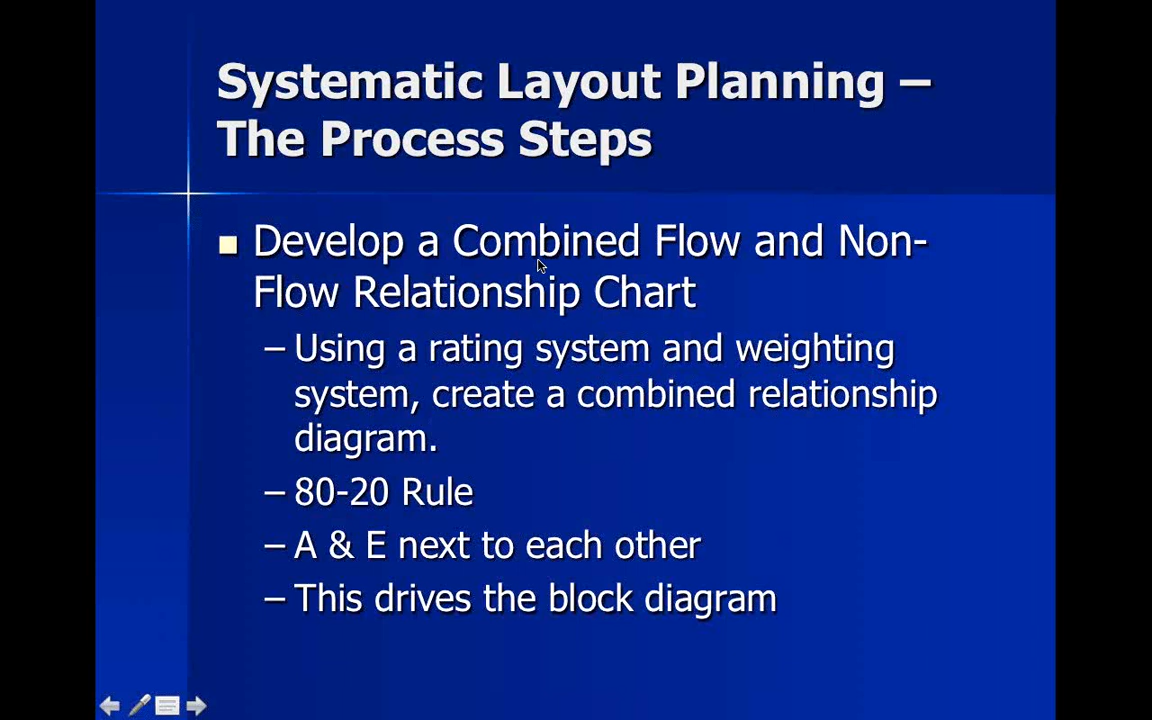 Systematic Layout Planning –
The Process Steps
Develop a Combined Flow and Non-
Flow Relationship Chart
– Using a rating system and weighting
system, create a combined relationship
diagram.
– 80-20 Rule
– A & E next to each other
– This drives the block diagram